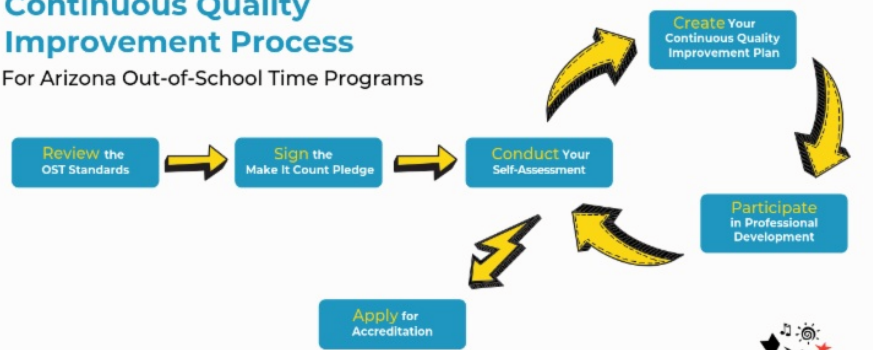 Continuous Quality
Improvement Process
For Arizona Out-of-School Time Programs
Review the
OST Standards
Sign the
Make It Count Pledge
Conduct Your
Self-Assessment
Create Your
Continuous Quality
Improvement Plan
Participate
in Professional
Development
Apply for
Accreditation